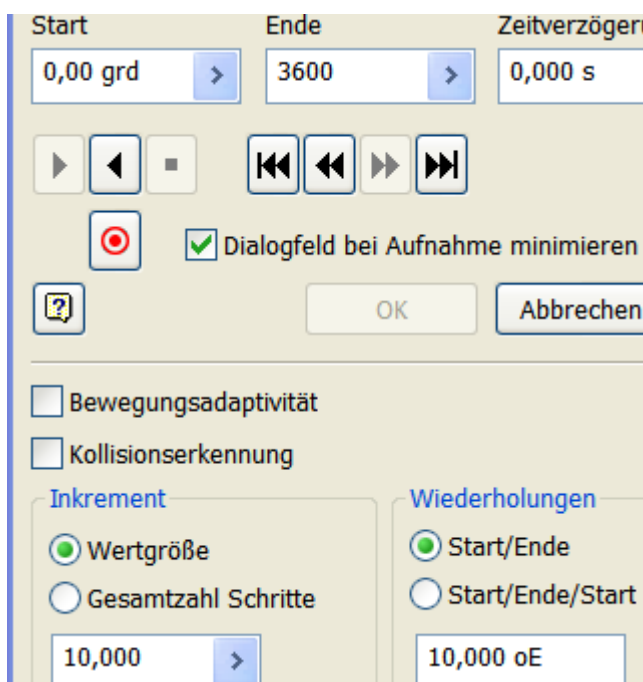 Start Ende
0,00 grd 3600 0,000 s
Dialogfeld bei Aufnahme minimieren
OK Abbrechen
Bewegungsadaptivität
Kollisionserkennung
Inkrement Wiederholungen
Wertgröße Start/Ende
Gesamtzahl Schritte Start/Ende/Start
10,000 10,000 oE